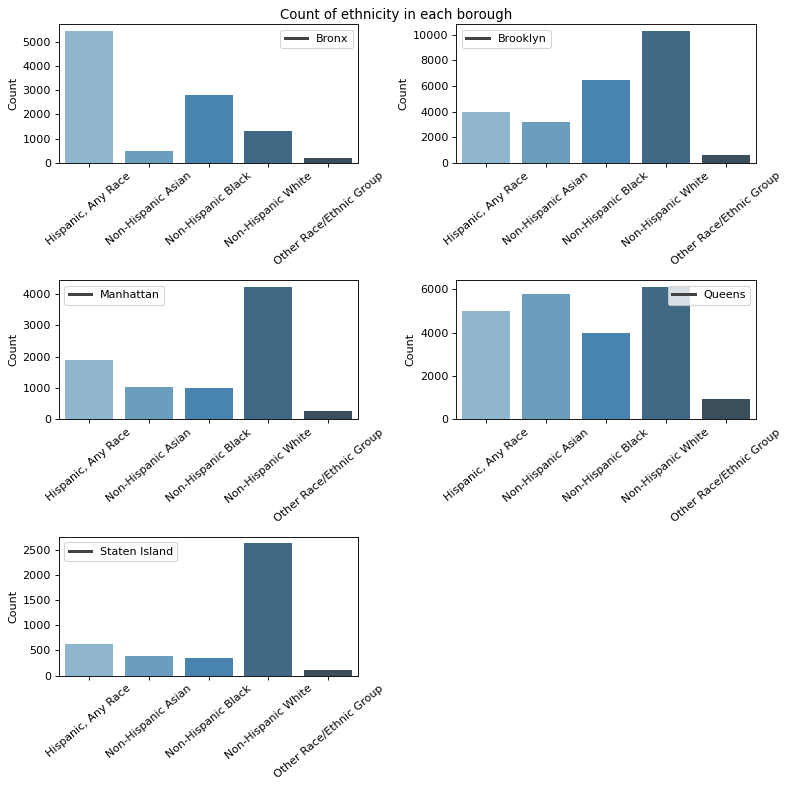 Count of ethnicity in each borough
Bronx
Count
5000
4000
3000
2000
1000
0
Hispanic, Any Race
Non-Hispanic Asian
Non-Hispanic Black
Non-Hispanic White
Other Race/Ethnic Group
Brooklyn
Count
10000
8000
6000
4000
2000
0
Hispanic, Any Race
Non-Hispanic Asian
Non-Hispanic Black
Non-Hispanic White
Other Race/Ethnic Group
Manhattan
Count
4000
3000
2000
1000
0
Hispanic, Any Race
Non-Hispanic Asian
Non-Hispanic Black
Non-Hispanic White
Other Race/Ethnic Group
Queens
Count
6000
4000
2000
0
Hispanic, Any Race
Non-Hispanic Asian
Non-Hispanic Black
Non-Hispanic White
Other Race/Ethnic Group
Staten Island
Count
2500
2000
1500
1000
500
0
Hispanic, Any Race
Non-Hispanic Asian
Non-Hispanic Black
Non-Hispanic White
Other Race/Ethnic Group